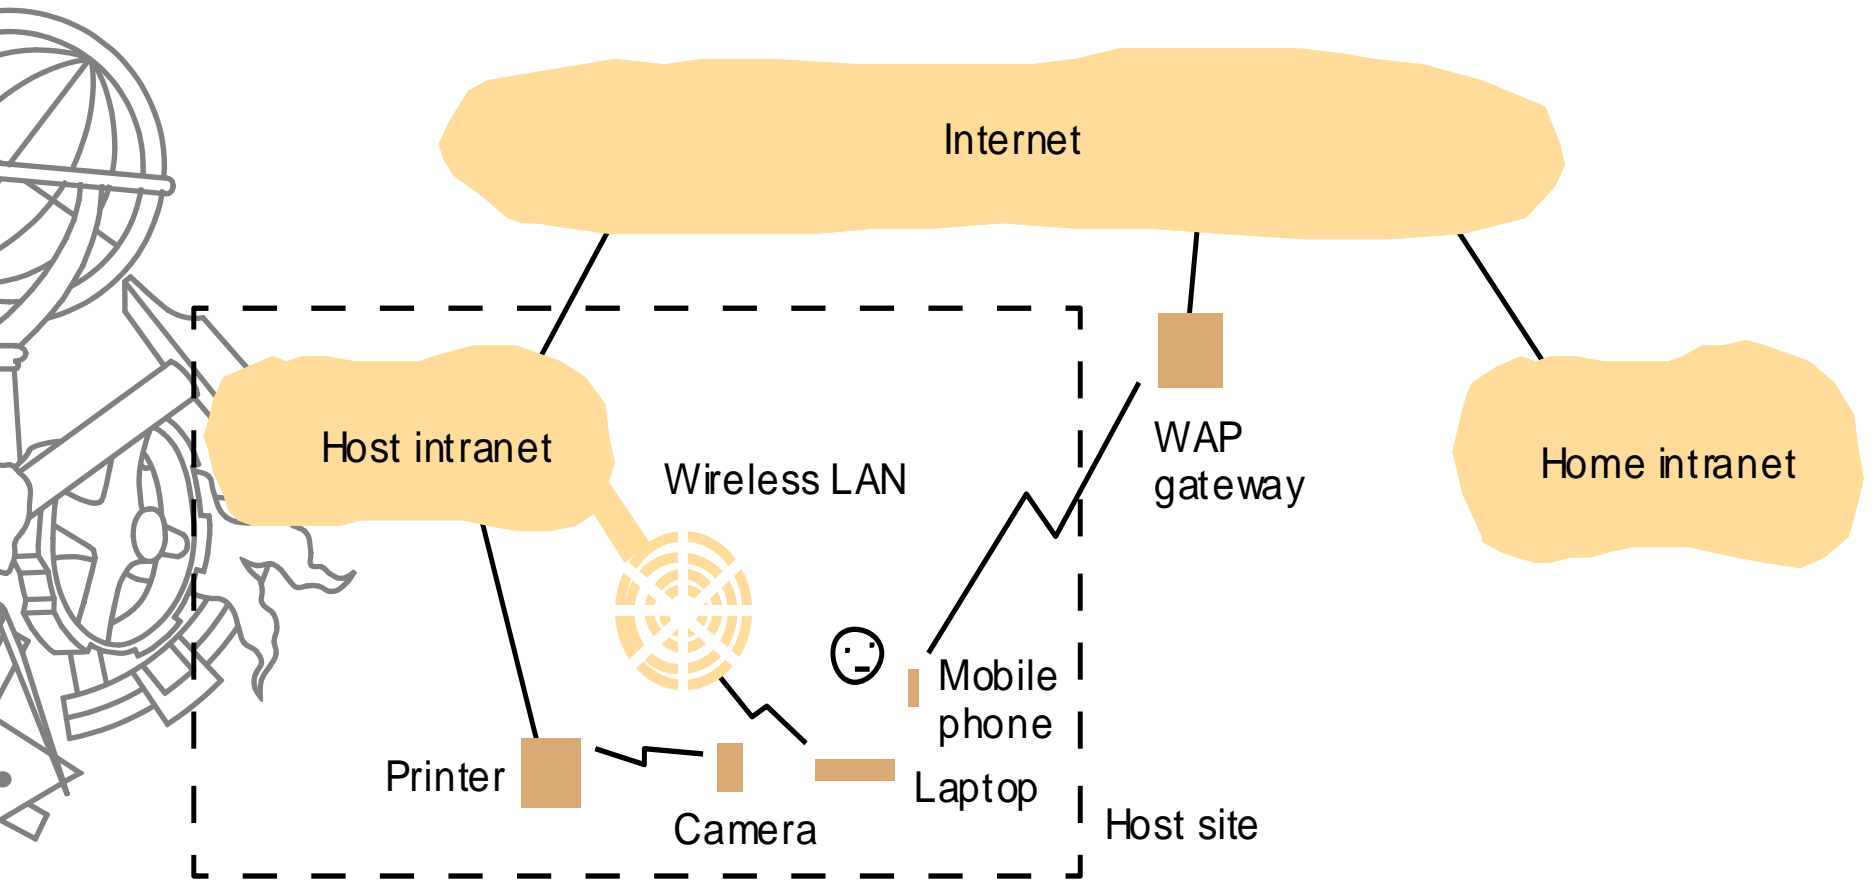 Internet
Host intranet
Wireless LAN
WAP
gateway
Home intranet
Mobile
phone
Printer
Laptop
Camera
Host site